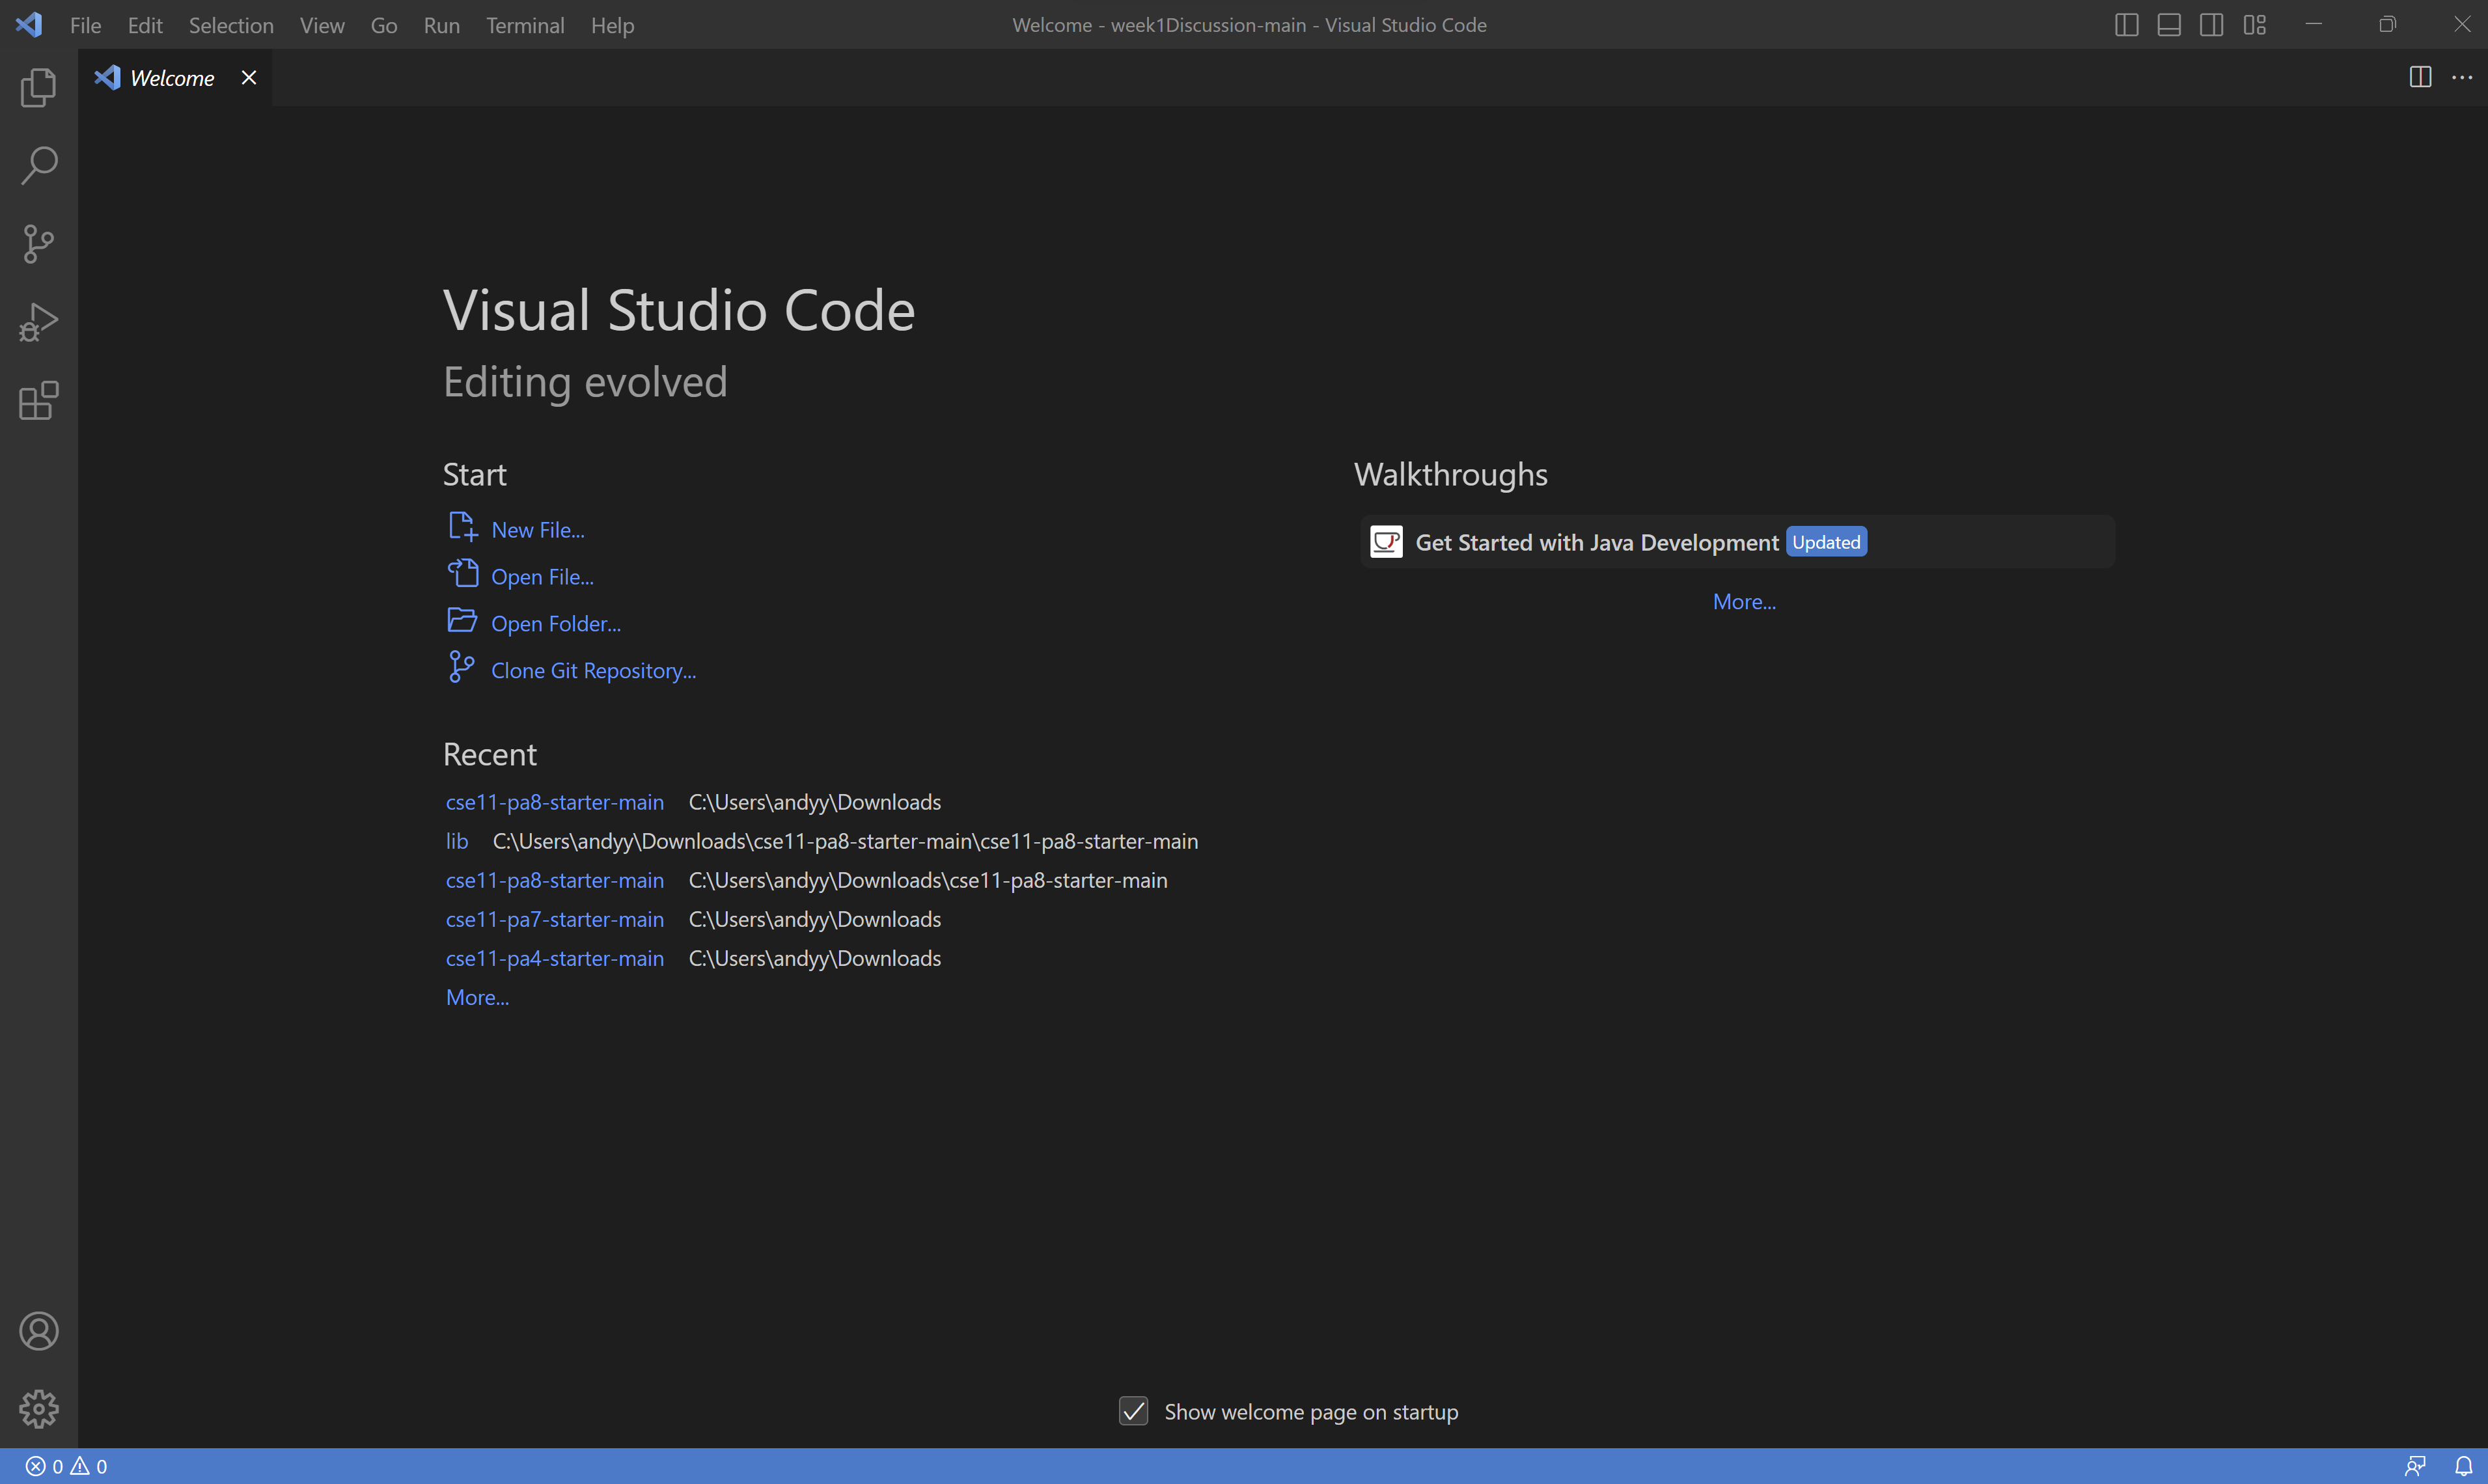 File Edit Selection View Go Run Terminal Help Welcome - week1Discussion-main - Visual Studio Code
Welcome
Visual Studio Code
Editing evolved
Start
New File...
Open File...
Open Folder...
Clone Git Repository...
Recent
cse11-pa8-starter-main C:\Users\andyy\Downloads
lib C:\Users\andyy\Downloads\cse11-pa8-starter-main\cse11-pa8-starter-main
cse11-pa8-starter-main C:\Users\andyy\Downloads\cse11-pa8-starter-main
cse11-pa7-starter-main C:\Users\andyy\Downloads
cse11-pa4-starter-main C:\Users\andyy\Downloads
More...
Walkthroughs
Get Started with Java Development Updated
More...
Show welcome page on startup
0 0